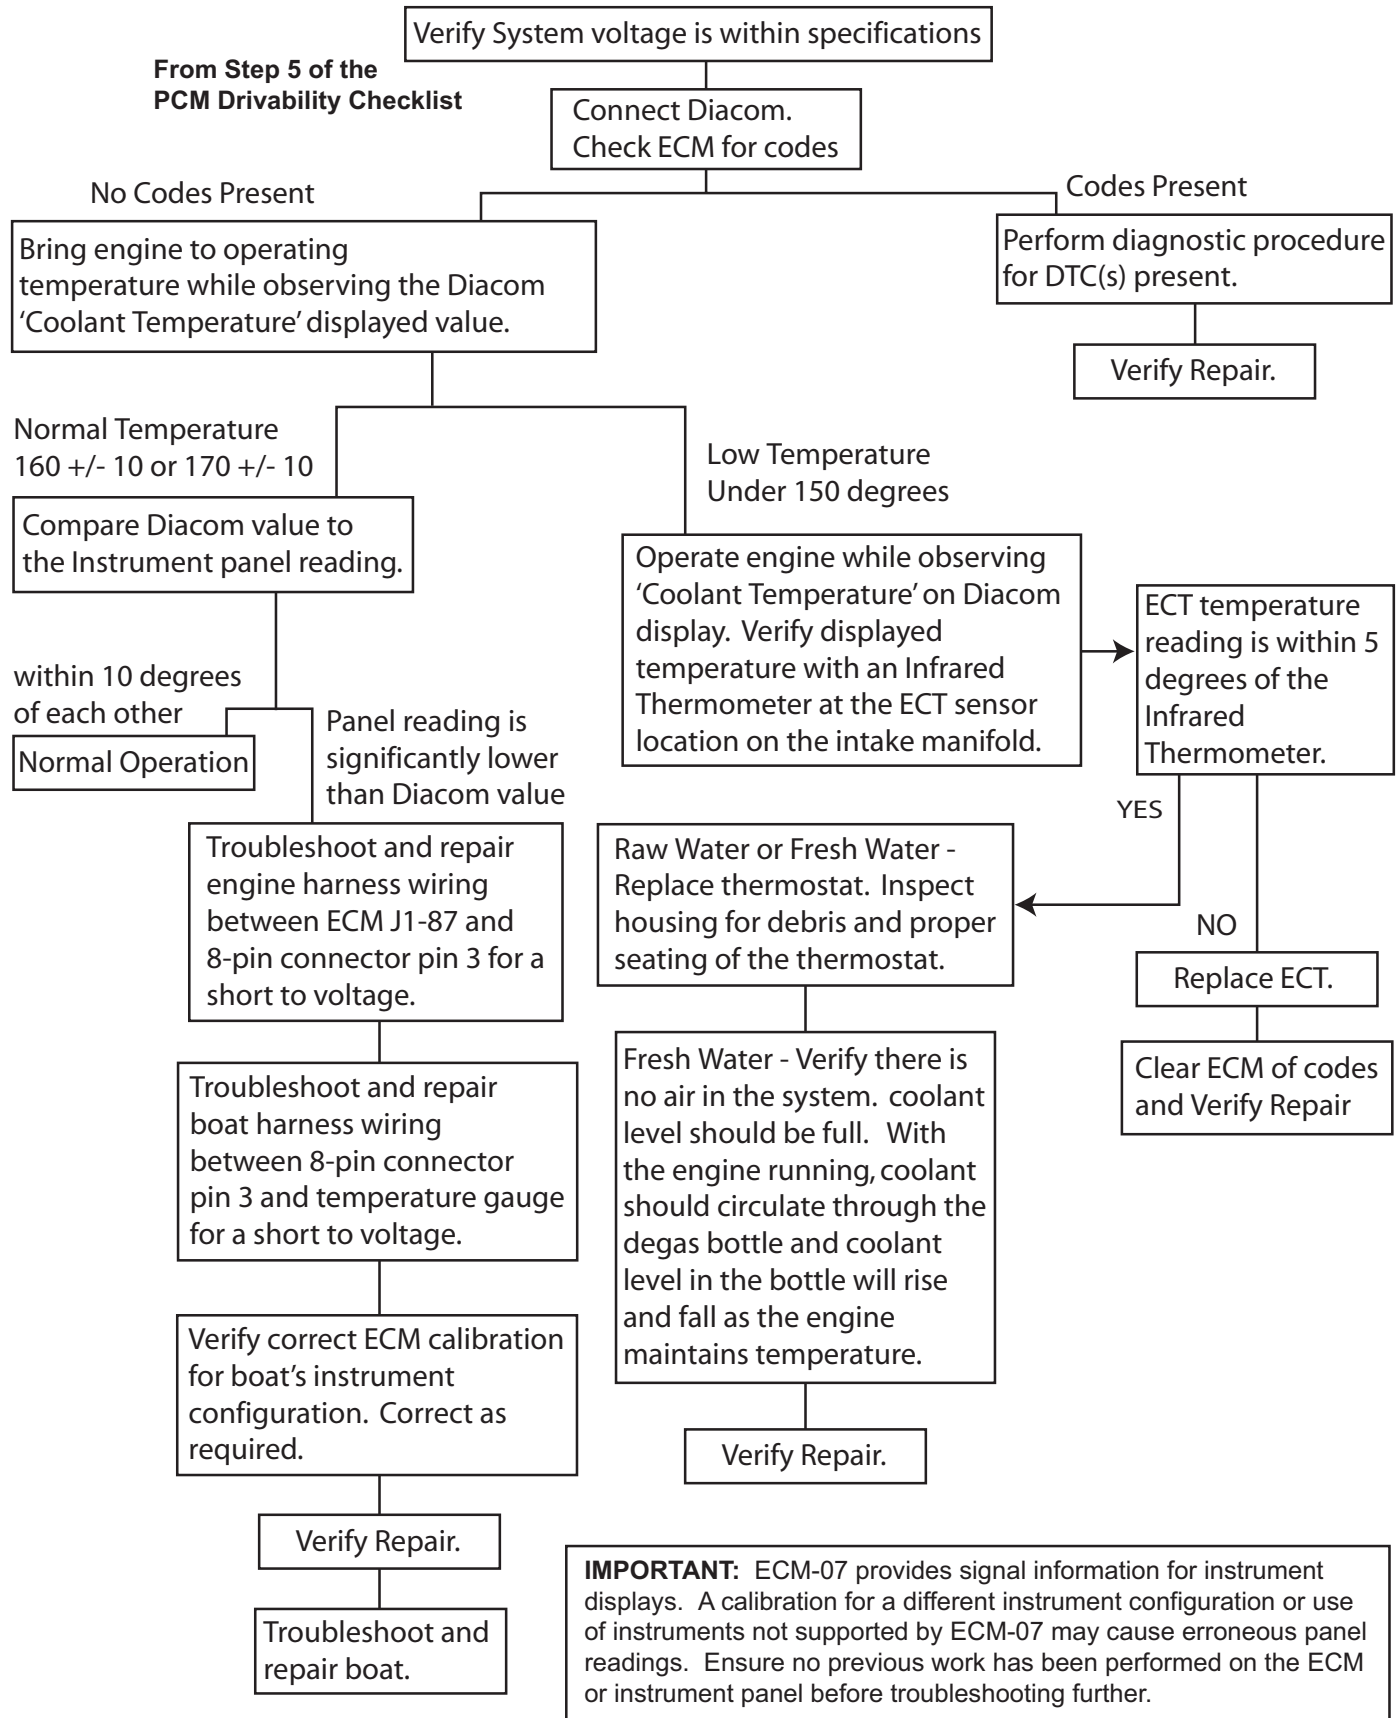 Verify System voltage is within specifications
From Step 5 of the
PCM Drivability Checklist
Connect Diacom.
Check ECM for codes
No Codes Present
Codes Present
Bring engine to operating
temperature while observing the Diacom
‘Coolant Temperature’ displayed value.
Perform diagnostic procedure
for DTC(s) present.
Verify Repair.
Normal Temperature
160 +/- 10 or 170 +/- 10
Low Temperature
Under 150 degrees
Compare Diacom value to
the Instrument panel reading.
Operate engine while observing
‘Coolant Temperature’ on Diacom
display. Verify displayed
temperature with an Infrared
Thermometer at the ECT sensor
location on the intake manifold.
ECT temperature
reading is within 5
degrees of the
Infrared
Thermometer.
within 10 degrees
of each other
Normal Operation
Panel reading is
significantly lower
than Diacom value
YES
NO
Troubleshoot and repair
engine harness wiring
between ECM J1-87 and
8-pin connector pin 3 for a
short to voltage.
Raw Water or Fresh Water -
Replace thermostat. Inspect
housing for debris and proper
seating of the thermostat.
Replace ECT.
Clear ECM of codes
and Verify Repair
Troubleshoot and repair
boat harness wiring
between 8-pin connector
pin 3 and temperature gauge
for a short to voltage.
Fresh Water - Verify there is
no air in the system. coolant
level should be full. With
the engine running, coolant
should circulate through the
degas bottle and coolant
level in the bottle will rise
and fall as the engine
maintains temperature.
Verify correct ECM calibration
for boat’s instrument
configuration. Correct as
required.
Verify Repair.
Verify Repair.
Troubleshoot and
repair boat.
IMPORTANT: ECM-07 provides signal information for instrument
displays. A calibration for a different instrument configuration or use
of instruments not supported by ECM-07 may cause erroneous panel
readings. Ensure no previous work has been performed on the ECM
or instrument panel before troubleshooting further.